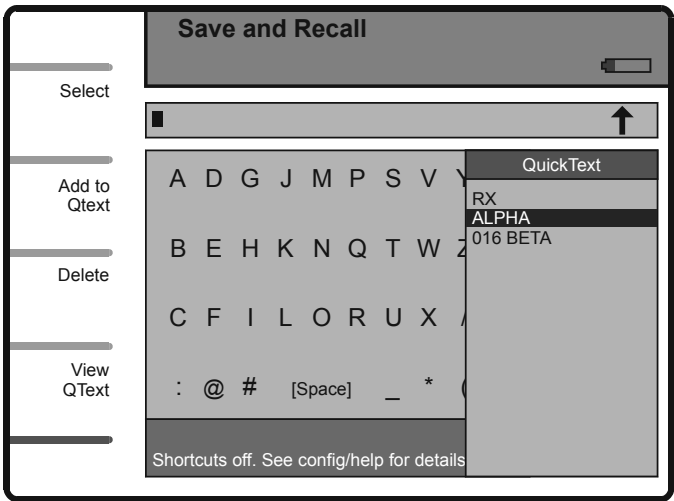 Save and Recall
Select
Add to
Qtext
Delete
View
QText
A D G J M P S V Y
B E H K N Q T W Z
C F I L O R U X /
: @ # [Space] _ * (
Shortcuts off. See config/help for details
QuickText
RX
ALPHA
016 BETA